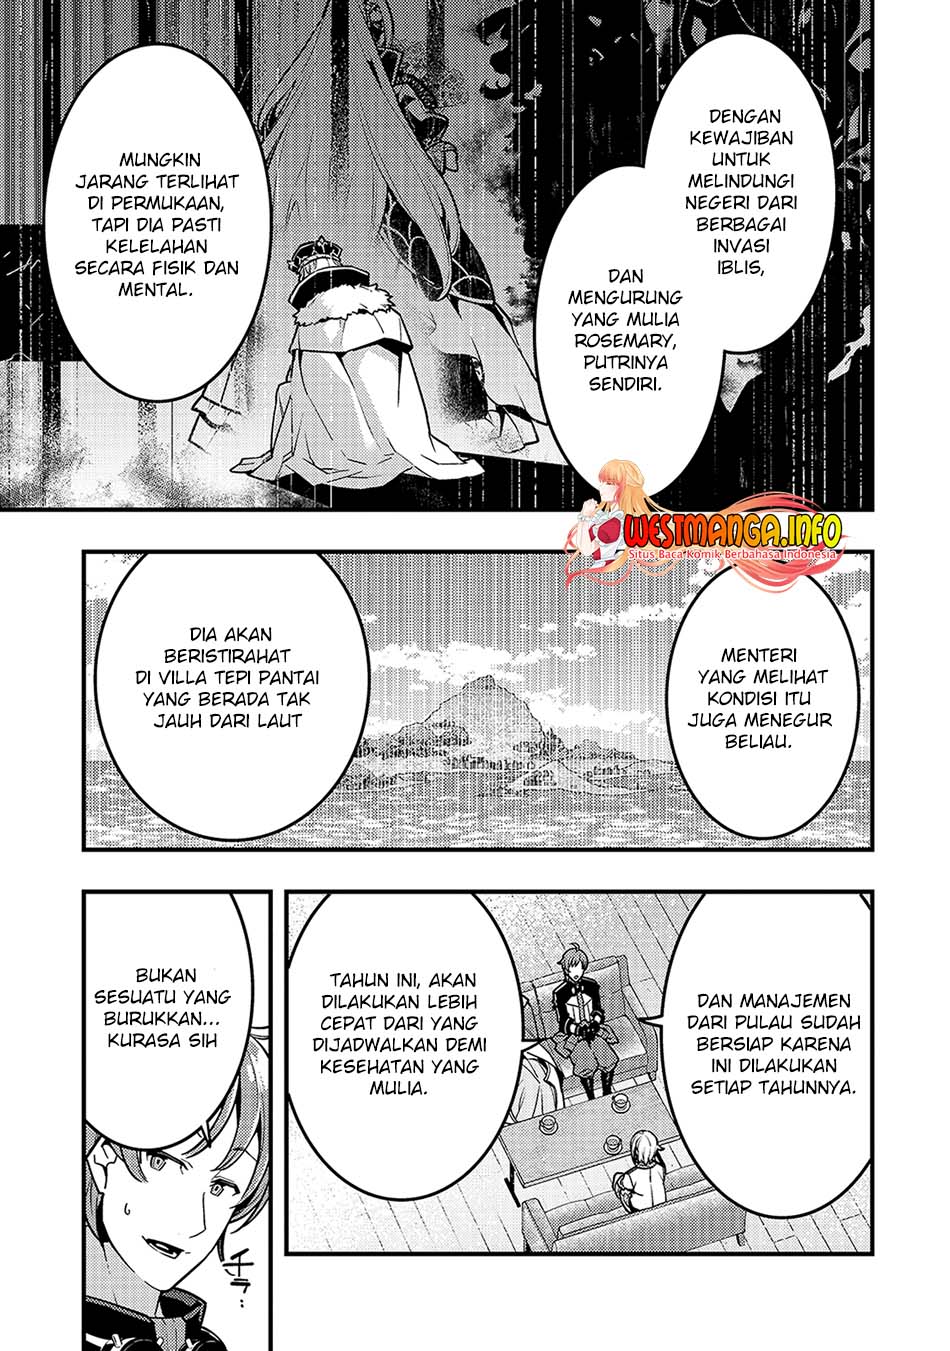 DENGAN
KEWAJIBAN
UNTUK
MELINDUNGI
NEGERI DARI
BERBAGAI
INVASI
IBLIS,
DAN
MENGURUNG
YANG MULIA
ROSEMARY,
PUTRINYA
SENDIRI.
MUNGKIN
JARANG TERLIHAT
DI PERMUKAAN,
TAPI DIA PASTI
KELELAHAN
SECARA FISIK DAN
MENTAL.
WESTMANGA.INFO
Situs Baca Komik Berbahasa Indonesia
MENTERI
YANG MELIHAT
KONDISI ITU
JUGA MENEGUR
BELIAU.
DIA AKAN
BERISTIRAHAT
DI VILLA TEPI PANTAI
YANG BERADA TAK
JAUH DARI LAUT
DAN MANAJEMEN
DARI PULAU SUDAH
BERSIAP KARENA
INI DILAKUKAN
SETIAP TAHUNNYA.
TAHUN INI, AKAN
DILAKUKAN LEBIH
CEPAT DARI YANG
DIJADWALKAN DEMI
KESEHATAN YANG
MULIA.
BUKAN
SESUATU YANG
BURUKKAN...
KURASA SIH
チラ…